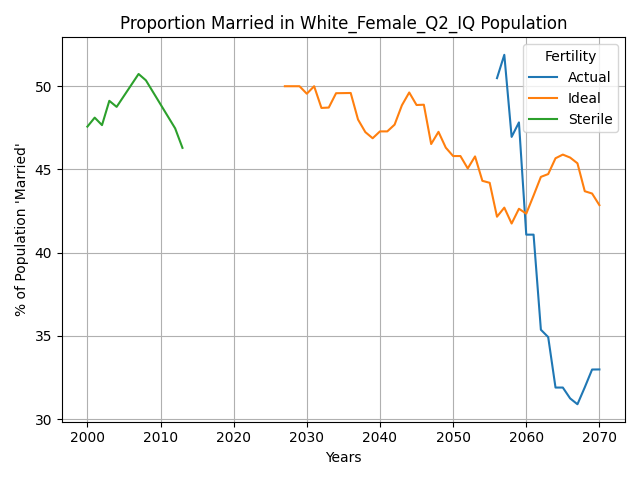 Proportion Married in White_Female_Q2_IQ Population
% of Population 'Married'
50
45
40
35
30
Fertility
Actual
Ideal
Sterile
2000 2010 2020 2030 2040 2050 2060 2070
Years